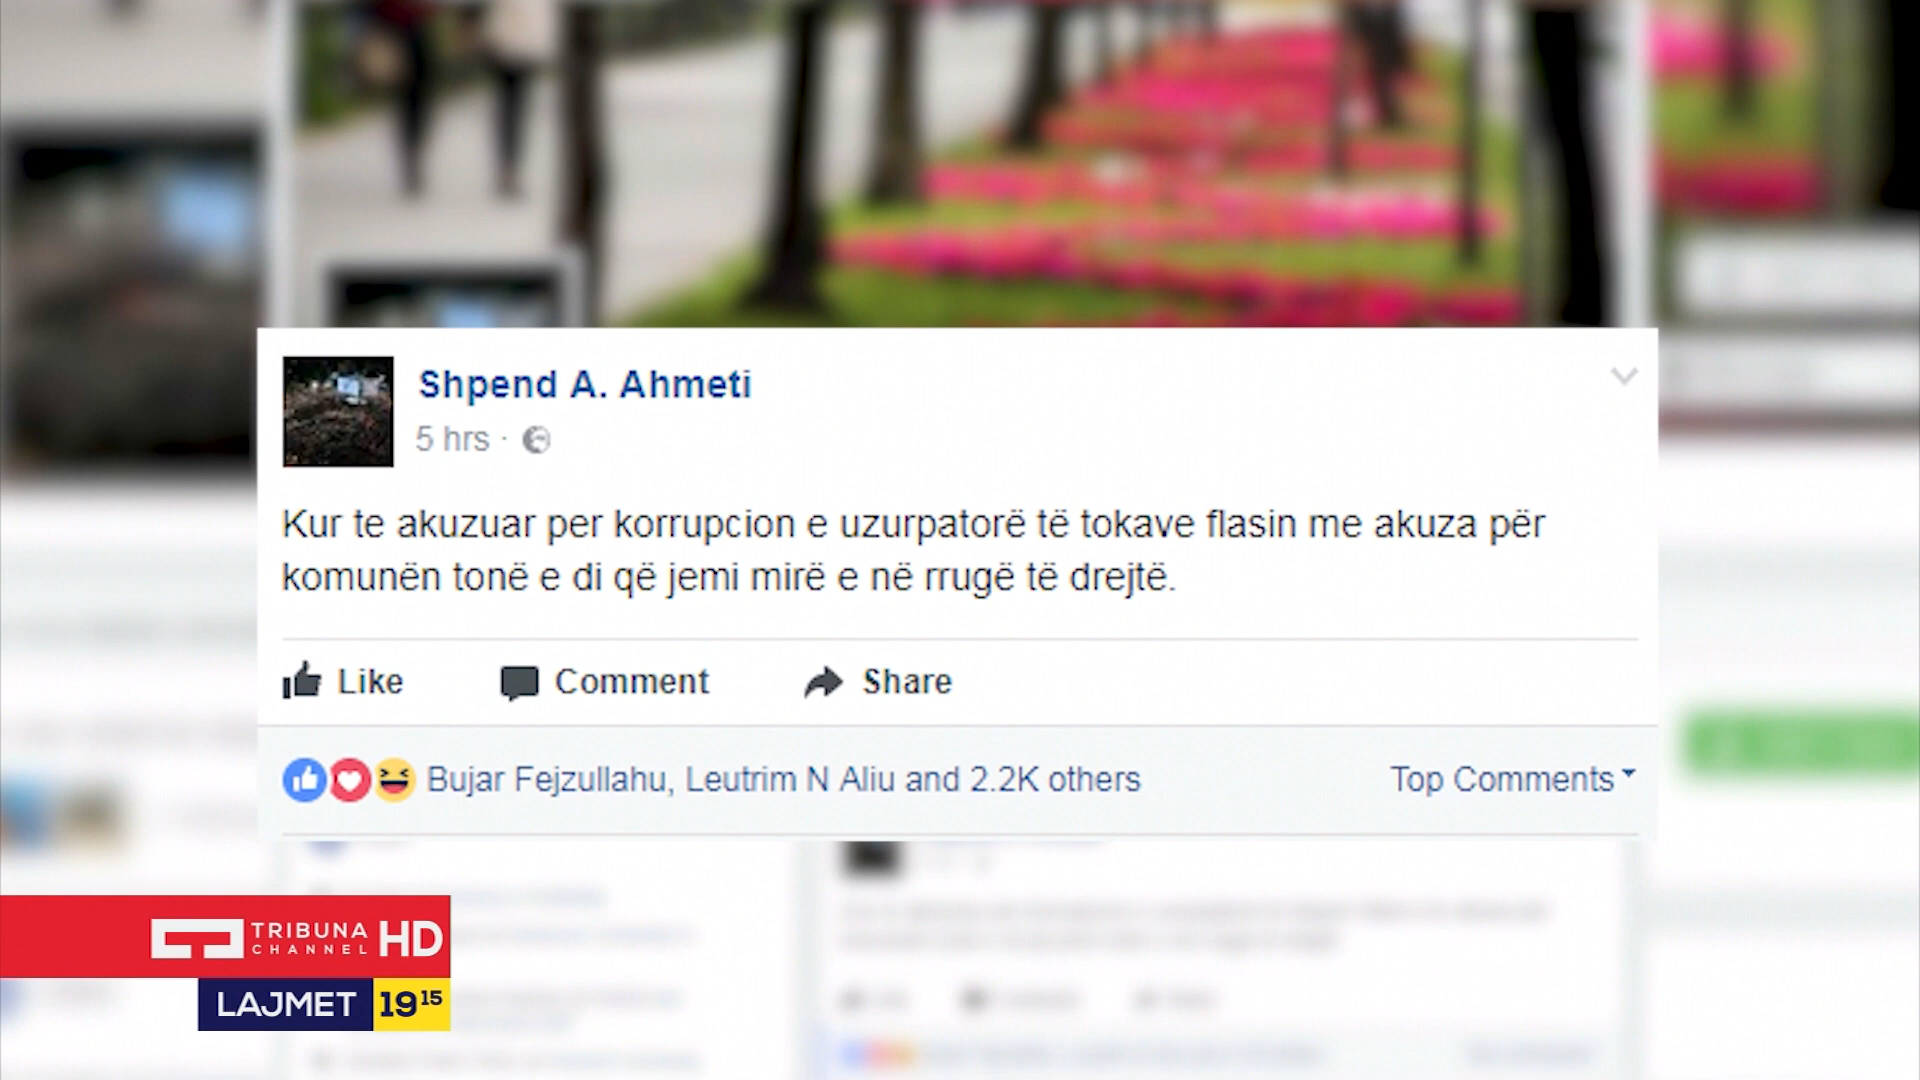 Shpend A. Ahmeti
5 hrs ·
Kur te akuzuar per korrupcion e uzurpatorë të tokave flasin me akuza për
komunën tonë e di që jemi mirë e në rrugë të drejtë.
Like Comment Share
Bujar Fejzullahu, Leutrim N Aliu and 2.2K others Top Comments
TRIBUNA
CHANNEL HD
LAJMET 19 15